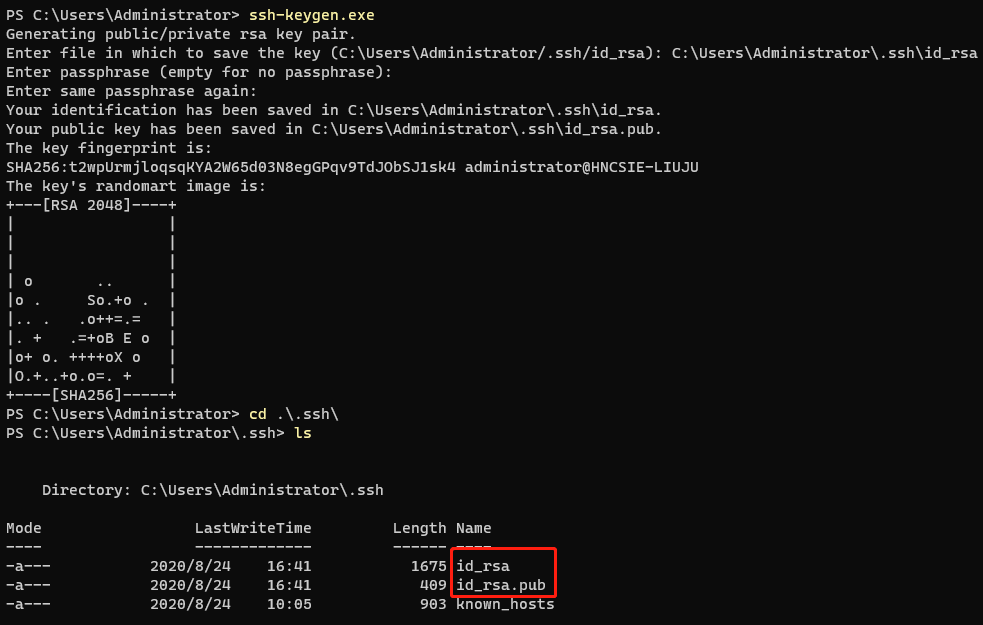 PS C:\Users\Administrator> ssh-keygen.exe
Generating public/private rsa key pair.
Enter file in which to save the key (C:\Users\Administrator/.ssh/id_rsa): C:\Users\Administrator\.ssh\id_rsa
Enter passphrase (empty for no passphrase):
Enter same passphrase again:
Your identification has been saved in C:\Users\Administrator\.ssh\id_rsa.
Your public key has been saved in C:\Users\Administrator\.ssh\id_rsa.pub.
The key fingerprint is:
SHA256:t2wpUrmjloqsqKYA2W65d03N8egGPqv9TdJObSJ1sk4 administrator@HNCSIE-LIUJU
The key's randomart image is:
+---[RSA 2048]----+
|                 |
|                 |
|                 |
| o       ..      |
|o .     So.+o .  |
|.. .   .o++=.=   |
|. +   .=+oB E o  |
|o+ o. ++++oX o   |
|O.+..+o.o=. +    |
+----[SHA256]-----+
PS C:\Users\Administrator> cd .\.ssh\
PS C:\Users\Administrator\.ssh> ls
    Directory: C:\Users\Administrator\.ssh
Mode                 LastWriteTime         Length Name
----                 -------------         ------ ----
-a---           2020/8/24    16:41           1675 id_rsa
-a---           2020/8/24    16:41            409 id_rsa.pub
-a---           2020/8/24    10:05            903 known_hosts